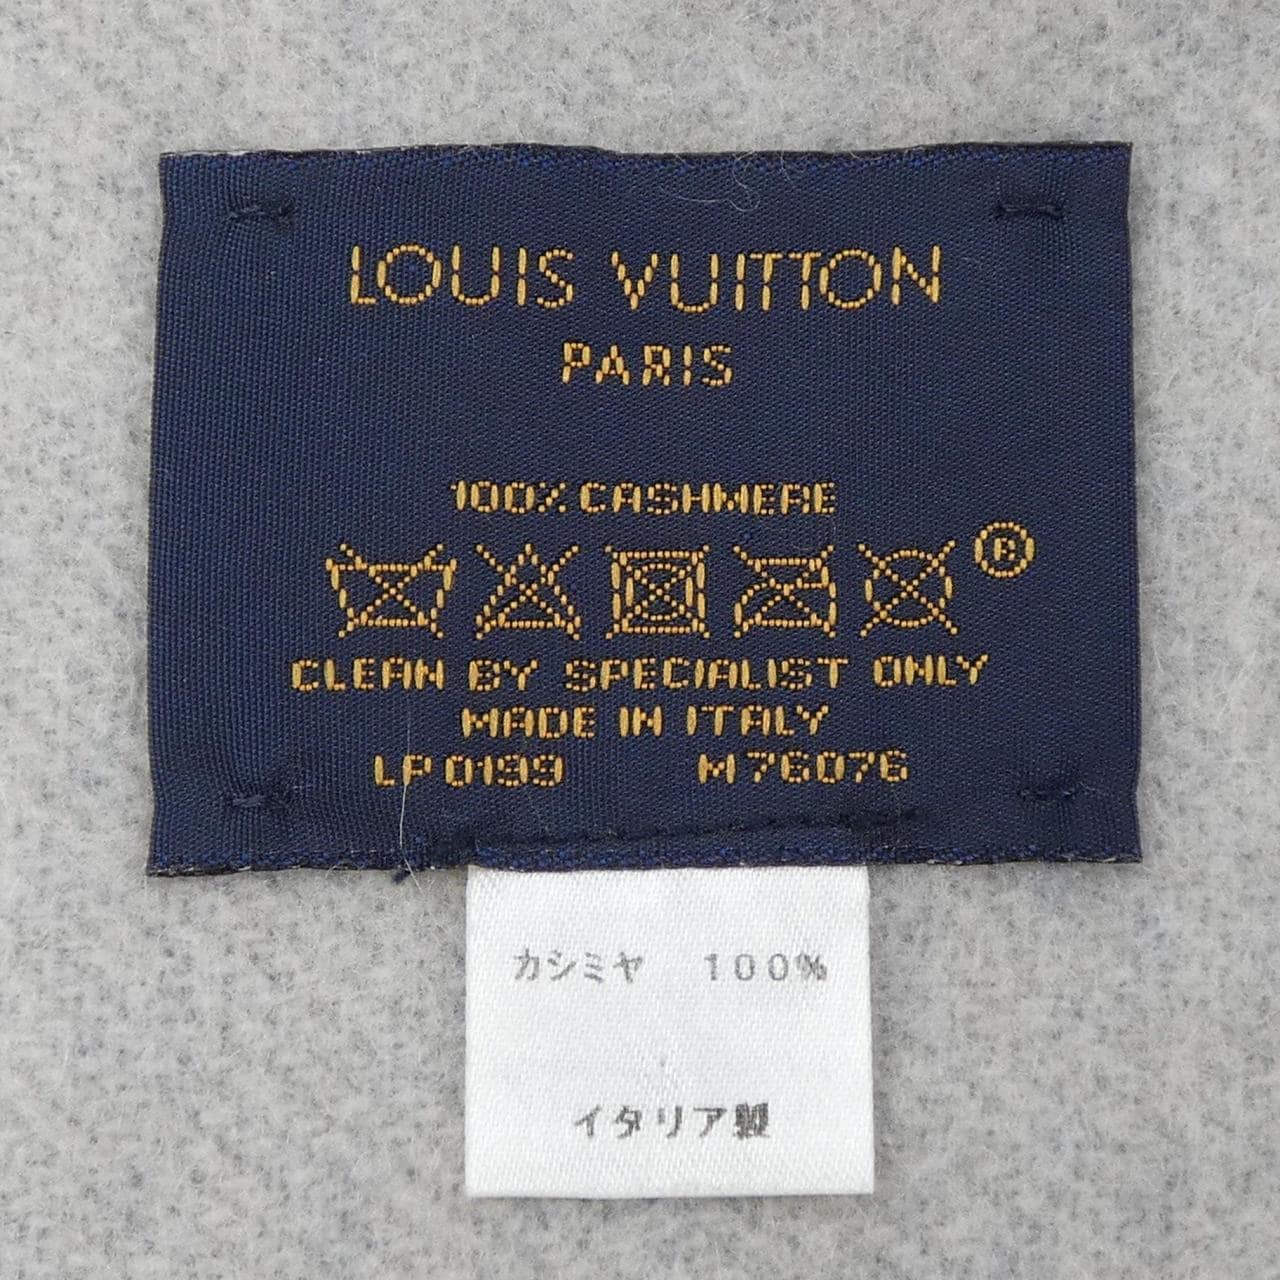 LOUIS VUITTON
PARIS
100% CASHMERE
®
CLEAN BY SPECIALIST ONLY
MADE IN ITALY
LP0199 M76076
カシミヤ 100%
イタリア製